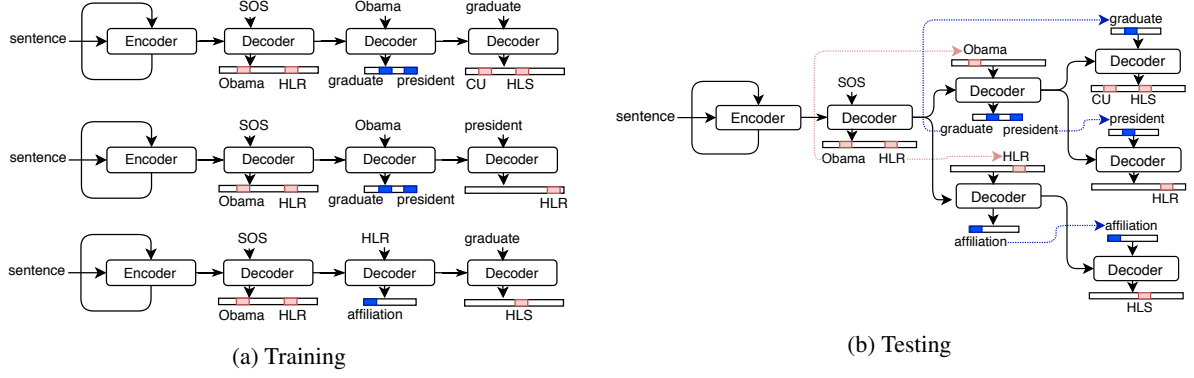 SOS Obama graduate
sentence Encoder Decoder Decoder Decoder
Obama HLR graduate president CU HLS
SOS Obama president
sentence Encoder Decoder Decoder Decoder
Obama HLR graduate president HLR
SOS HLR graduate
sentence Encoder Decoder Decoder Decoder
Obama HLR affiliation HLS
(a) Training
graduate
Obama
Decoder
SOS Decoder
CU HLS
sentence Encoder Decoder
graduate president president
Obama HLR HLR Decoder
Decoder HLR
affiliation affiliation
Decoder
HLS
(b) Testing